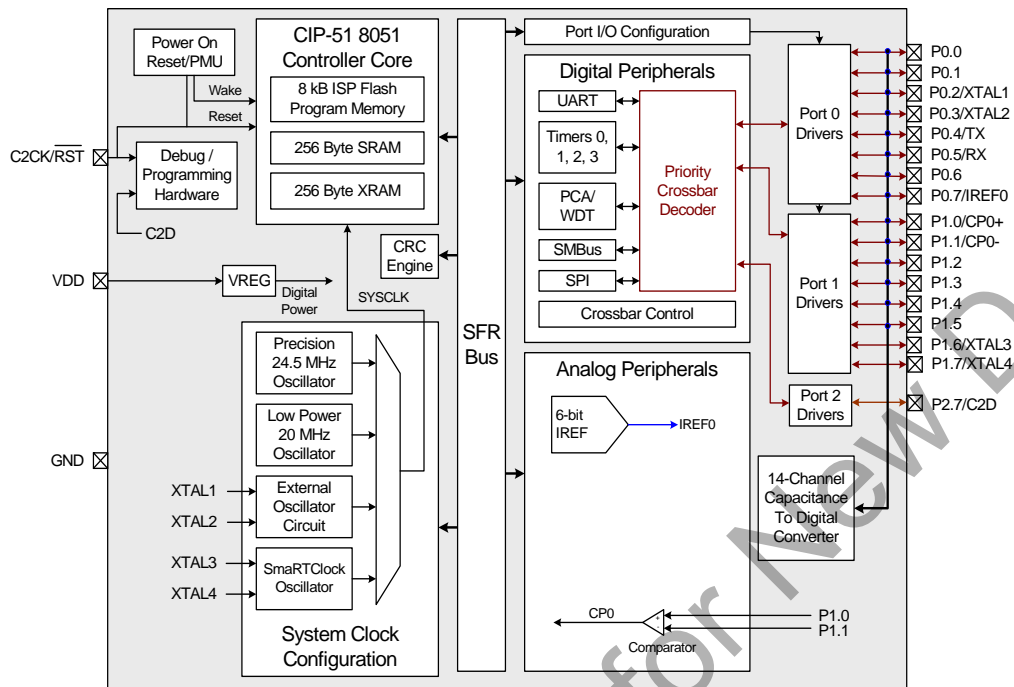 Power On
Reset/PMU
Wake
Reset
C2CK/RST
Debug /
Programming
Hardware
C2D
VDD
VREG
Digital
Power
GND
CIP-51 8051
Controller Core
8 kB ISP Flash
Program Memory
256 Byte SRAM
256 Byte XRAM
CRC
Engine
SYSCLK
Precision
24.5 MHz
Oscillator
Low Power
20 MHz
Oscillator
External
Oscillator
Circuit
SmaRTClock
Oscillator
XTAL1
XTAL2
XTAL3
XTAL4
System Clock
Configuration
SFR
Bus
Port I/O Configuration
Digital Peripherals
UART
Timers 0,
1, 2, 3
PCA/
WDT
SMBus
SPI
Priority
Crossbar
Decoder
Crossbar Control
Analog Peripherals
6-bit
IREF
IREF0
CP0
+
-
Comparator
P1.0
P1.1
Port 0
Drivers
Port 1
Drivers
Port 2
Drivers
14-Channel
Capacitance
To Digital
Converter
P0.0
P0.1
P0.2/XTAL1
P0.3/XTAL2
P0.4/TX
P0.5/RX
P0.6
P0.7/IREF0
P1.0/CP0+
P1.1/CP0-
P1.2
P1.3
P1.4
P1.5
P1.6/XTAL3
P1.7/XTAL4
P2.7/C2D
for New D